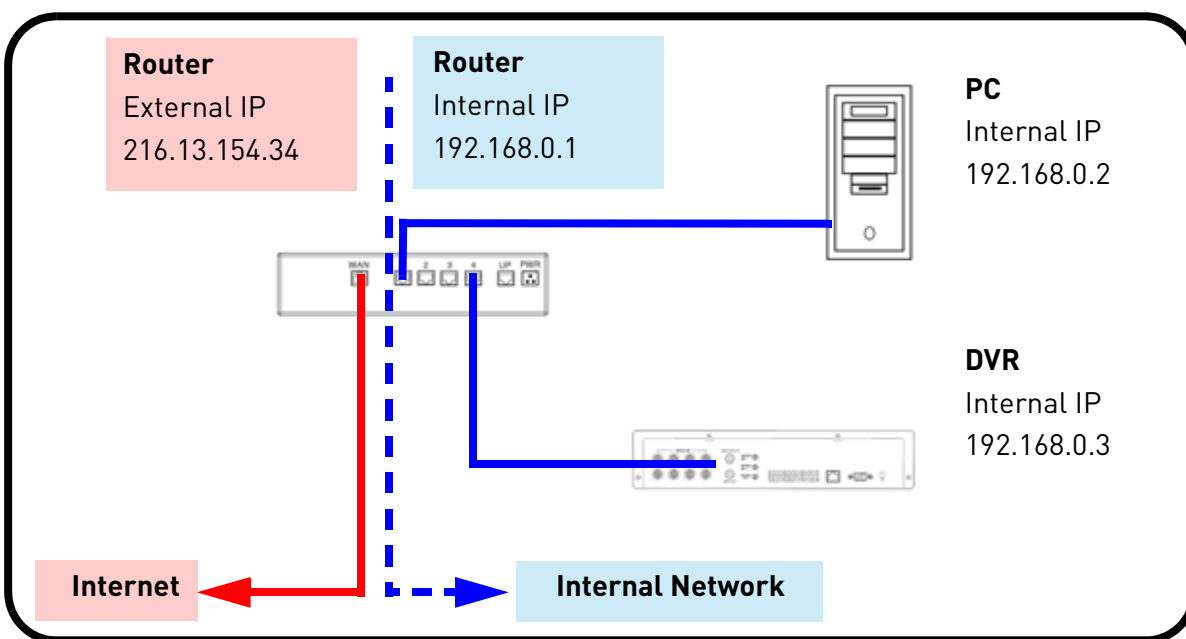 Router
External IP
216.13.154.34
Router
Internal IP
192.168.0.1
PC
Internal IP
192.168.0.2
WAN 2 3 4 UP PWR
DVR
Internal IP
192.168.0.3
Internet
Internal Network